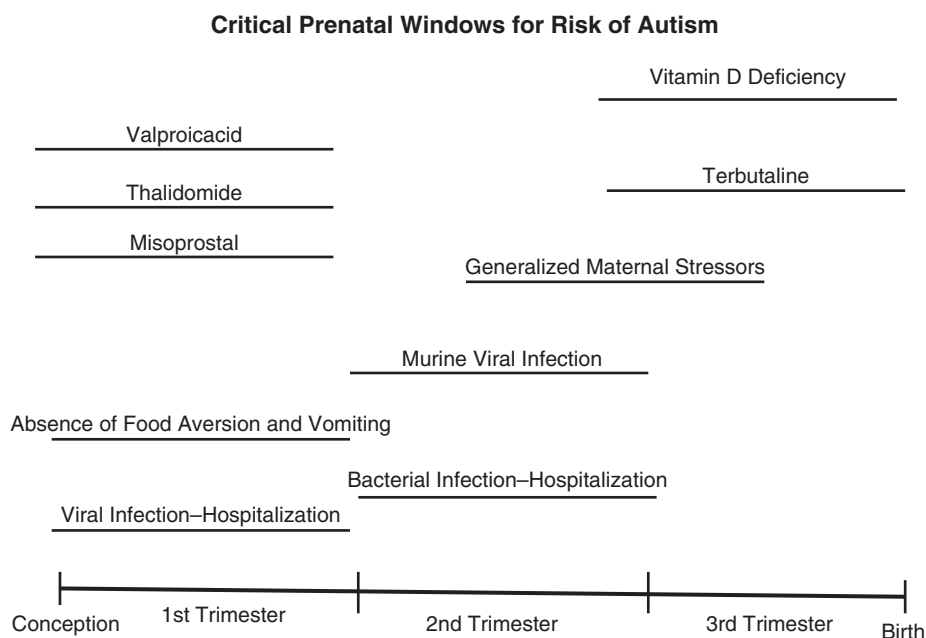 Critical Prenatal Windows for Risk of Autism
Vitamin D Deficiency
Valproicacid
Terbutaline
Thalidomide
Misoprostal
Generalized Maternal Stressors
Murine Viral Infection
Absence of Food Aversion and Vomiting
Bacterial Infection–Hospitalization
Viral Infection–Hospitalization
Conception
1st Trimester
2nd Trimester
3rd Trimester
Birth